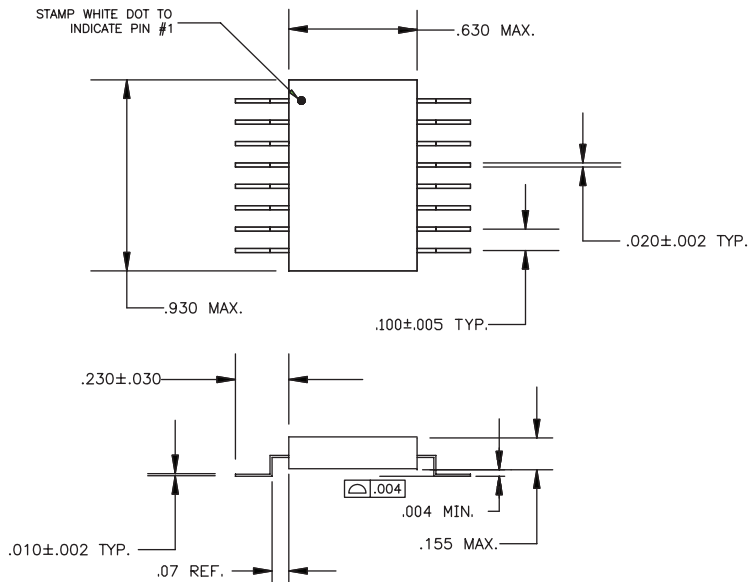 STAMP WHITE DOT TO
INDICATE PIN #1
.630 MAX.
.020±.002 TYP.
.930 MAX.
.100±.005 TYP.
.230±.030
.004
.004 MIN.
.010±.002 TYP.
.155 MAX.
.07 REF.